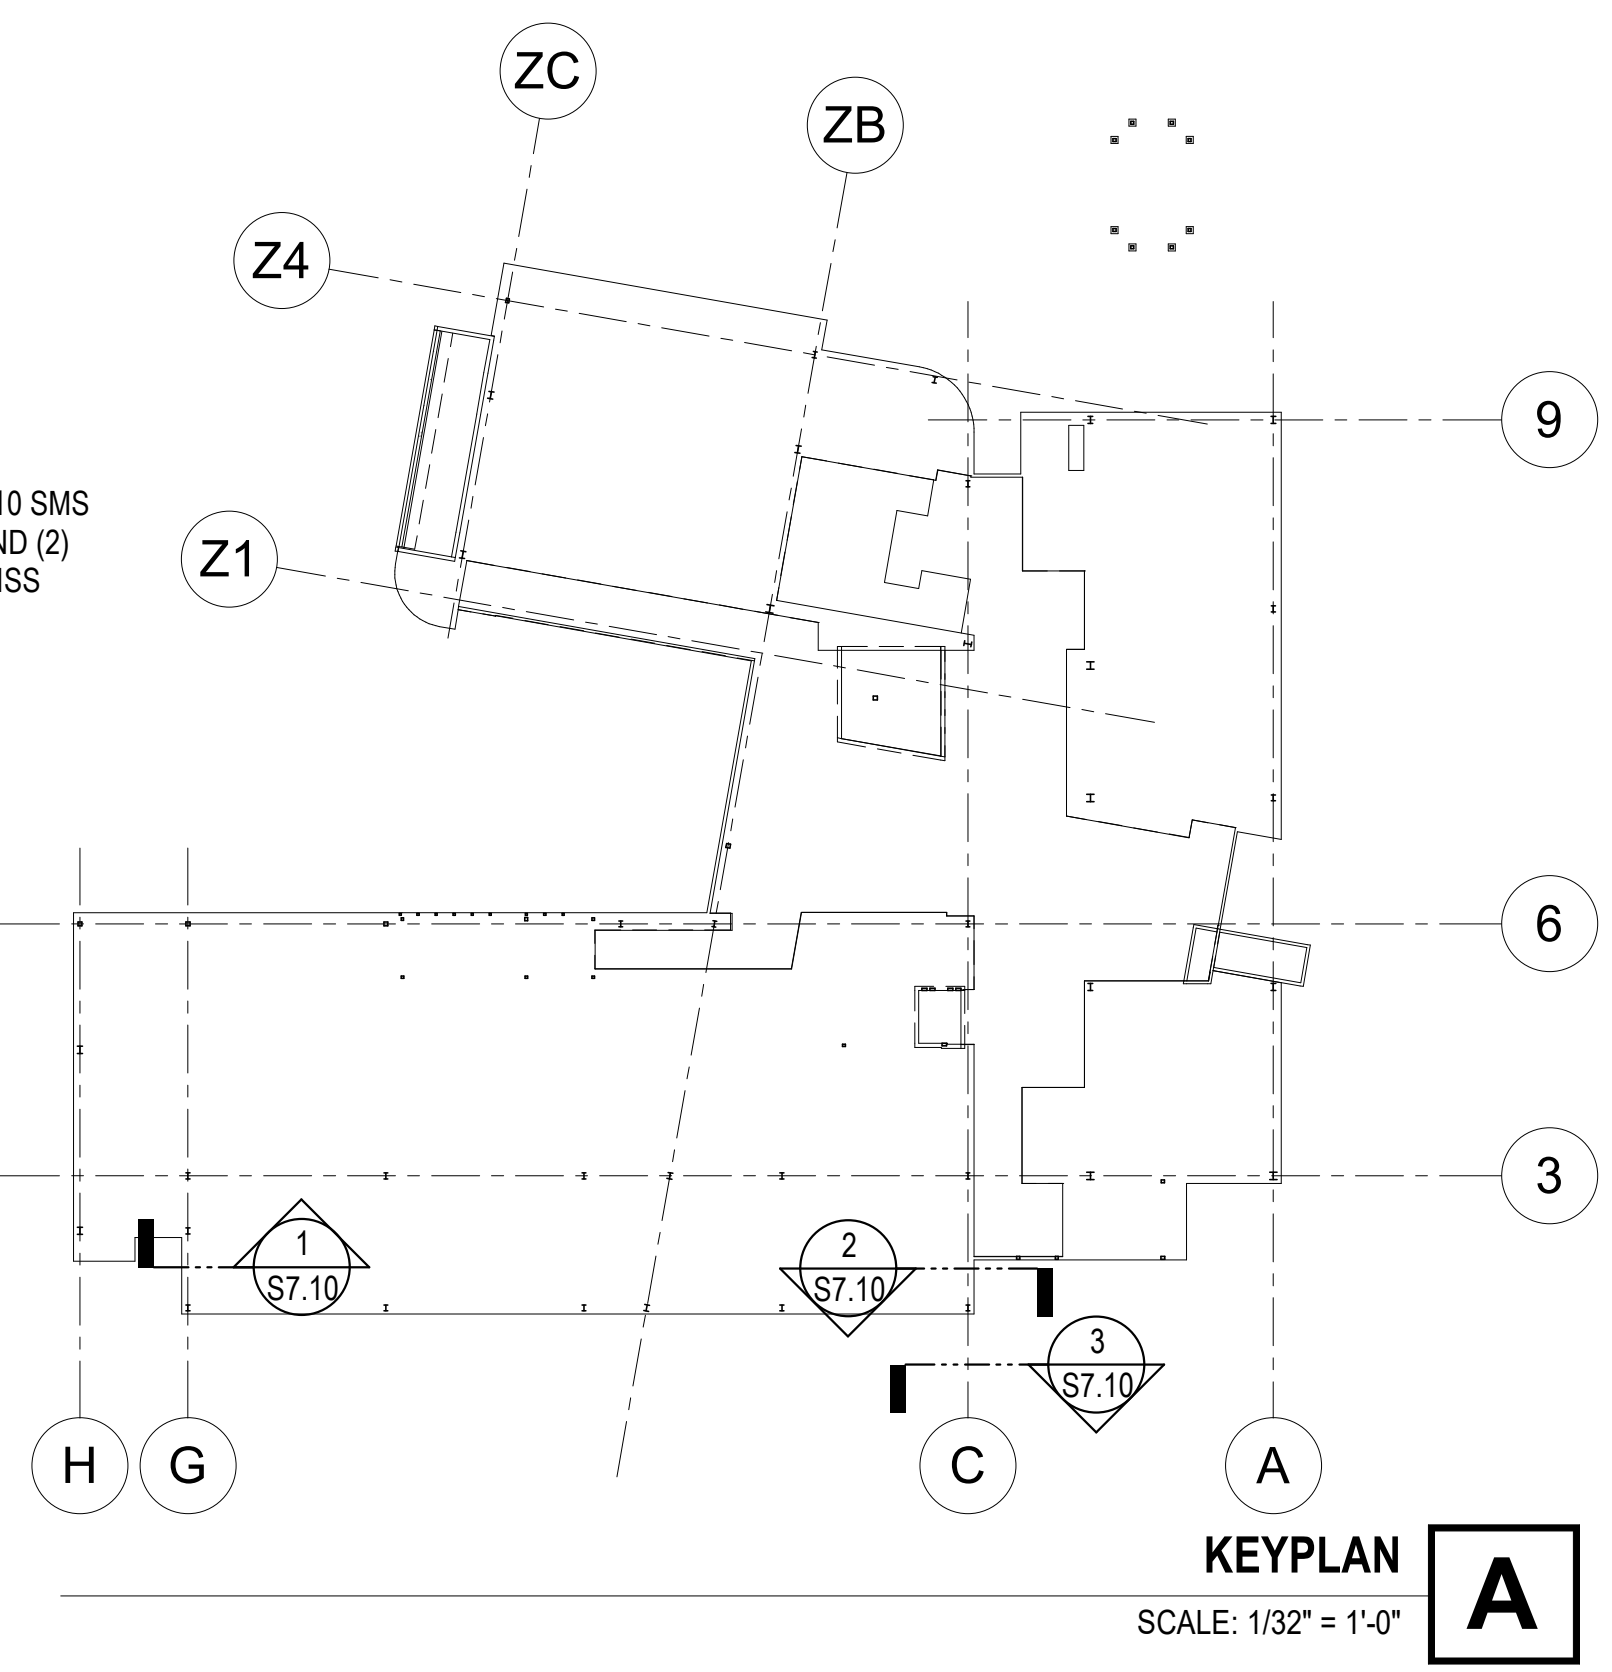 ZC
ZB
Z4
9
10 SMS
ND (2)
Z1
6
3
1
S7.10
2
S7.10
3
S7.10
H
G
C
A
KEYPLAN
A
SCALE: 1/32" = 1'-0"